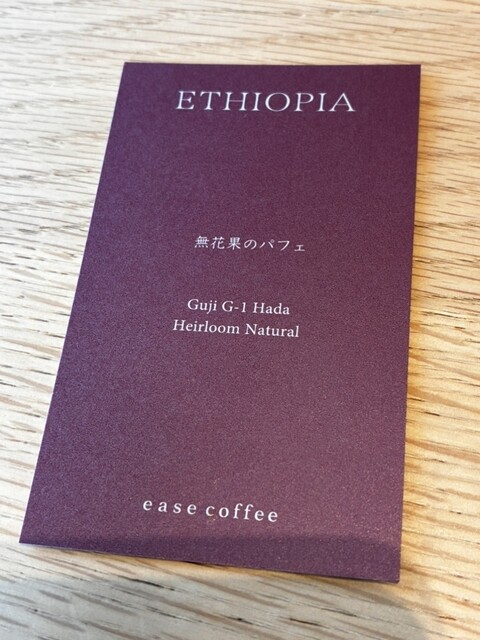 ETHIOPIA
無花果のパフェ
Guji G-1 Hada
Heirloom Natural
ease coffee